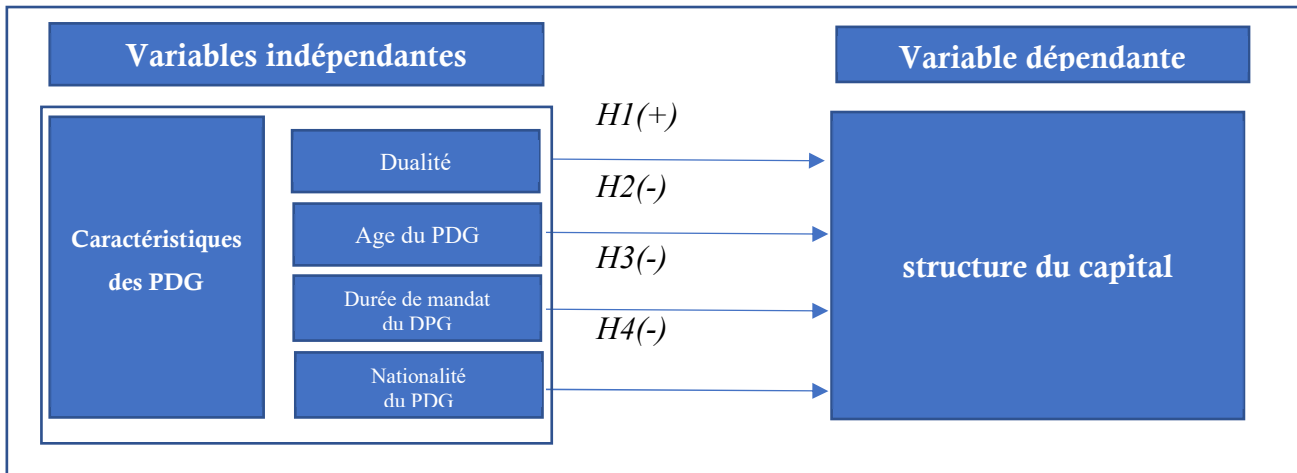 Variables indépendantes
Variable dépendante
Caractéristiques
des PDG
Dualité
Age du PDG
Durée de mandat
du DPG
Nationalité
du PDG
H1(+)
H2(-)
H3(-)
H4(-)
structure du capital